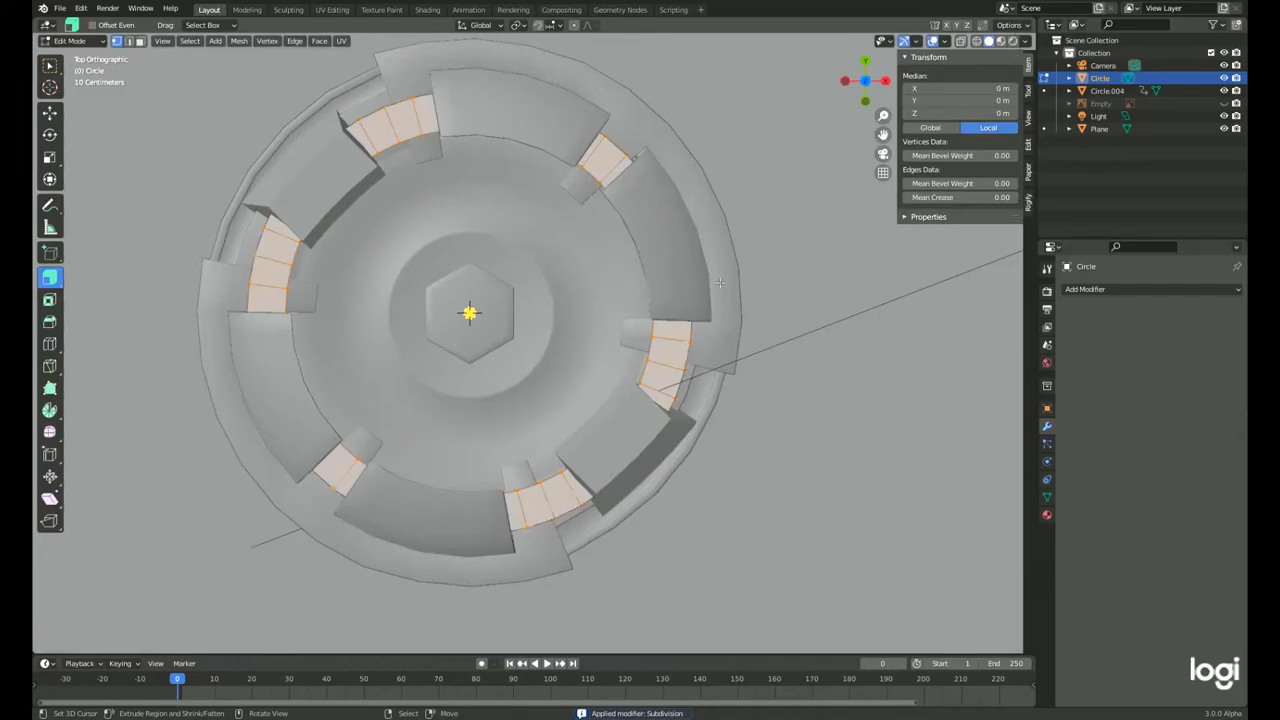 File Edit Render Window Help Layout Modeling Sculpting UV Editing Texture Paint Shading Animation Rendering Compositing Geometry Nodes Scripting + Scene View Layer
Offset Even Drag: Select Box Global X Y Z Options
Edit Mode View Select Add Mesh Vertex Edge Face UV
Scene Collection
Collection
Camera
Circle
Circle.004
Empty
Light
Plane
Top Orthographic
(0) Circle
10 Centimeters
Y
X
Z
Transform
Median:
X 0 m
Y 0 m
Z 0 m
Global Local
Vertices Data:
Mean Bevel Weight 0.00
Edges Data:
Mean Bevel Weight 0.00
Mean Crease 0.00
Properties
Item
Tool
View
Edit
Paper
Rigify
Circle
Add Modifier
logi
Playback Keying View Marker 0 Start 1 End 250
-30 -20 -10 0 10 20 30 40 50 60 70 80 90 100 110 120 130 140 150 160 170 180 190 200 210 220
Set 3D Cursor Extrude Region and Shrink/Fatten Rotate View Select Move Applied modifier: Subdivision 3.0.0 Alpha